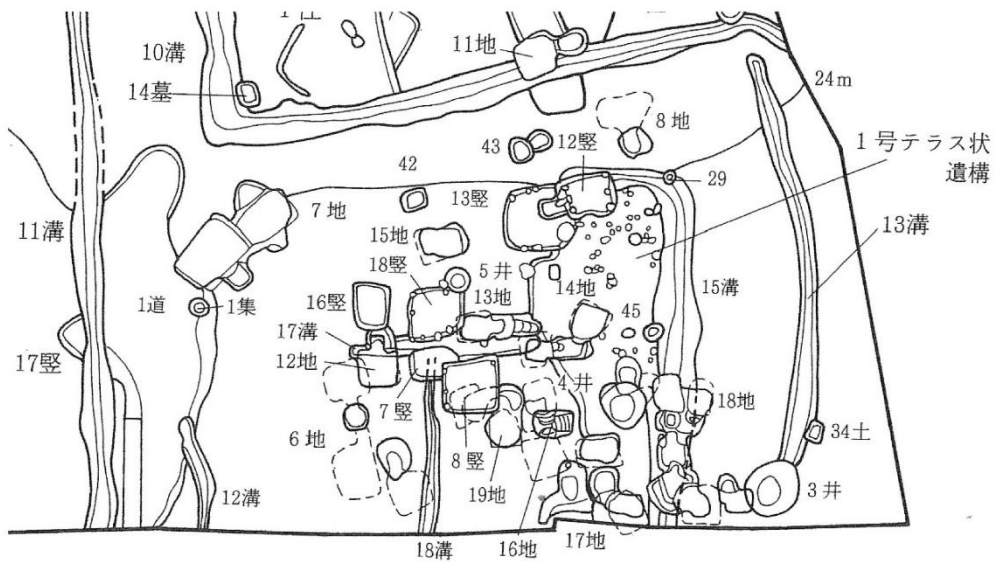 10溝
11地
14墓
24m
8地
43
12竪
1号テラス状
遺構
42
13竪
29
7地
11溝
15地
13溝
18竪
5井
14地
15溝
16竪
13地
1道
1集
45
17溝
17竪
12地
4井
7竪
18地
6地
8竪
34土
19地
3井
12溝
18溝
16地
17地